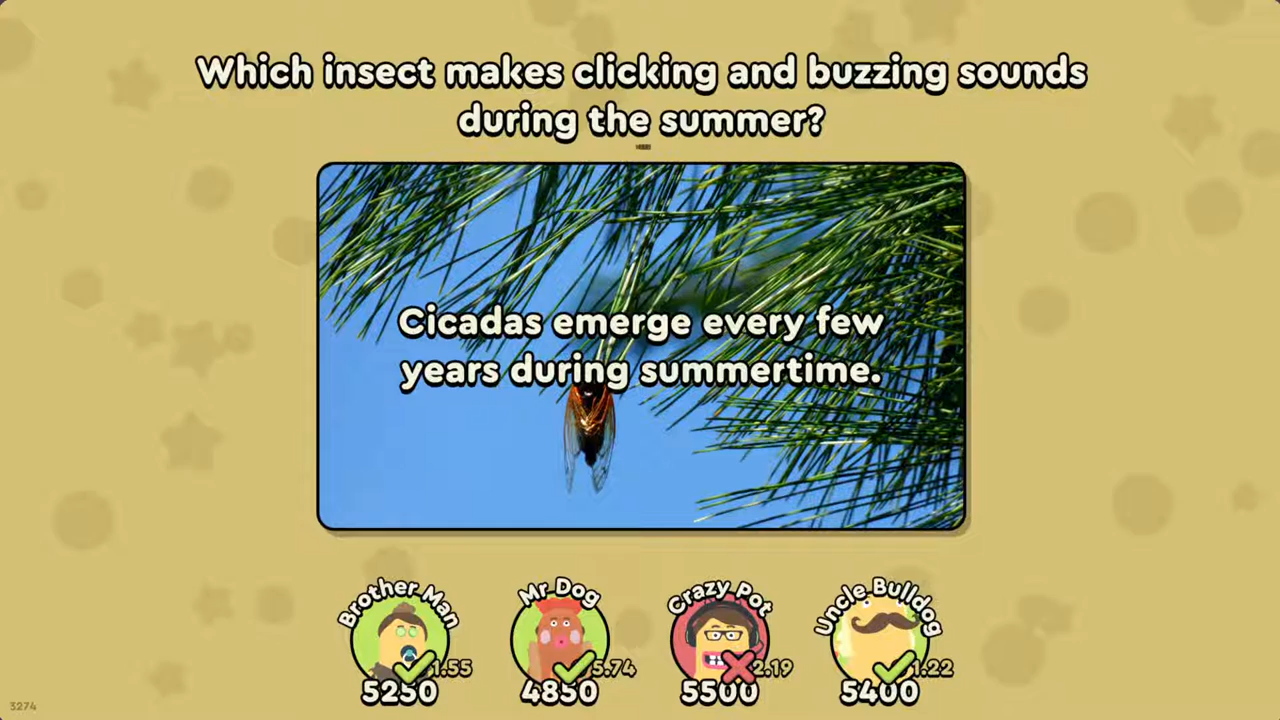 Which insect makes clicking and buzzing sounds
during the summer?
Cicadas emerge every few
years during summertime.
Brother Man
Mr Dog
Crazy Pot
Uncle Bulldog
1.55
5.74
2.19
1.22
5250
4850
5500
5400
3274